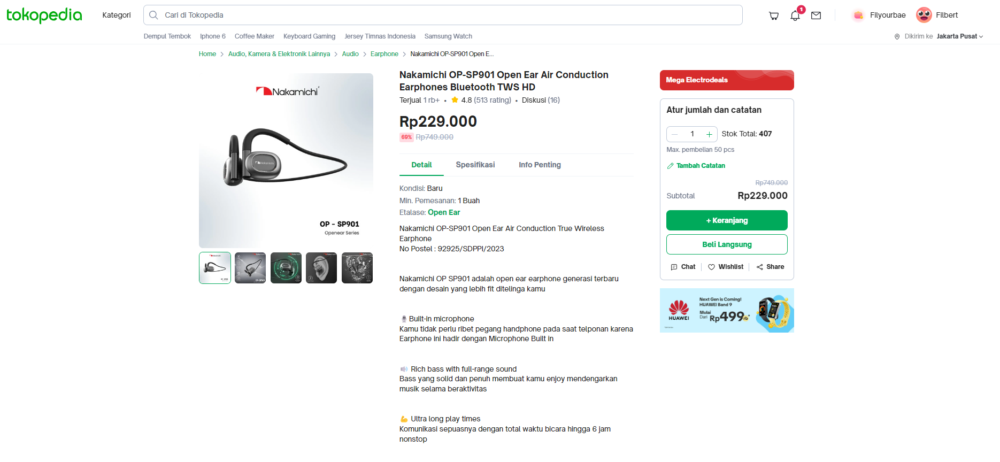 tokopedia
Kategori
Cari di Tokopedia
1
Filyourbae
Filbert
Dempul Tembok
Iphone 6
Coffee Maker
Keyboard Gaming
Jersey Timnas Indonesia
Samsung Watch
Dikirim ke Jakarta Pusat
Home
Audio, Kamera & Elektronik Lainnya
Audio
Earphone
Nakamichi OP-SP901 Open E...
Nakamichi
Nakamichi
OP - SP901
Openear Series
Nakamichi OP-SP901 Open Ear Air Conduction
Earphones Bluetooth TWS HD
Terjual 1 rb+ • 4.8 (513 rating) • Diskusi (16)
Rp229.000
69% Rp749.000
Detail
Spesifikasi
Info Penting
Kondisi: Baru
Min. Pemesanan: 1 Buah
Etalase: Open Ear
Nakamichi OP-SP901 Open Ear Air Conduction True Wireless
Earphone
No Postel : 92925/SDPPI/2023
Nakamichi OP SP901 adalah open ear earphone generasi terbaru
dengan desain yang lebih fit ditelinga kamu
🎙️ Built-in microphone
Kamu tidak perlu ribet pegang handphone pada saat telponan karena
Earphone ini hadir dengan Microphone Built in
🔊 Rich bass with full-range sound
Bass yang solid dan penuh membuat kamu enjoy mendengarkan
musik selama beraktivitas
💪 Ultra long play times
Komunikasi sepuasnya dengan total waktu bicara hingga 6 jam
nonstop
Mega Electrodeals
Atur jumlah dan catatan
1
Stok Total: 407
Max. pembelian 50 pcs
Tambah Catatan
Rp749.000
Subtotal Rp229.000
+ Keranjang
Beli Langsung
Chat
Wishlist
Share
HUAWEI
Next Gen is Coming!
HUAWEI Band 9
Mulai
Dari Rp499rb*